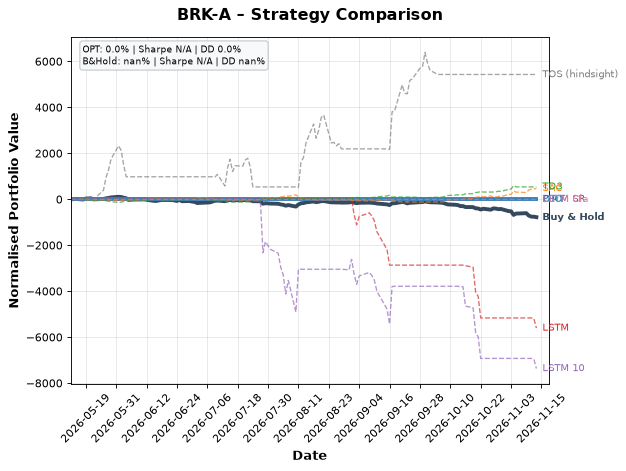 BRK-A – Strategy Comparison
OPT: 0.0% | Sharpe N/A | DD 0.0%
B&Hold: nan% | Sharpe N/A | DD nan%
Normalised Portfolio Value
6000
4000
2000
0
−2000
−4000
−6000
−8000
TOS (hindsight)
Buy & Hold
LSTM
LSTM 10
2026-05-19
2026-05-31
2026-06-12
2026-06-24
2026-07-06
2026-07-18
2026-07-30
2026-08-11
2026-08-23
2026-09-04
2026-09-16
2026-09-28
2026-10-10
2026-10-22
2026-11-03
2026-11-15
Date